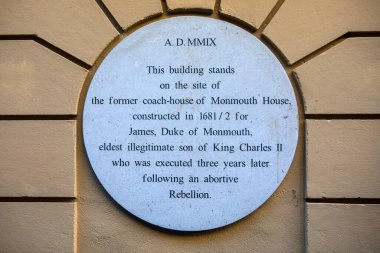 A. D. MMIX
This building stands
on the site of
the former coach-house of Monmouth House,
constructed in 1681/2 for
James, Duke of Monmouth,
eldest illegitimate son of King Charles II
who was executed three years later
following an abortive
Rebellion.